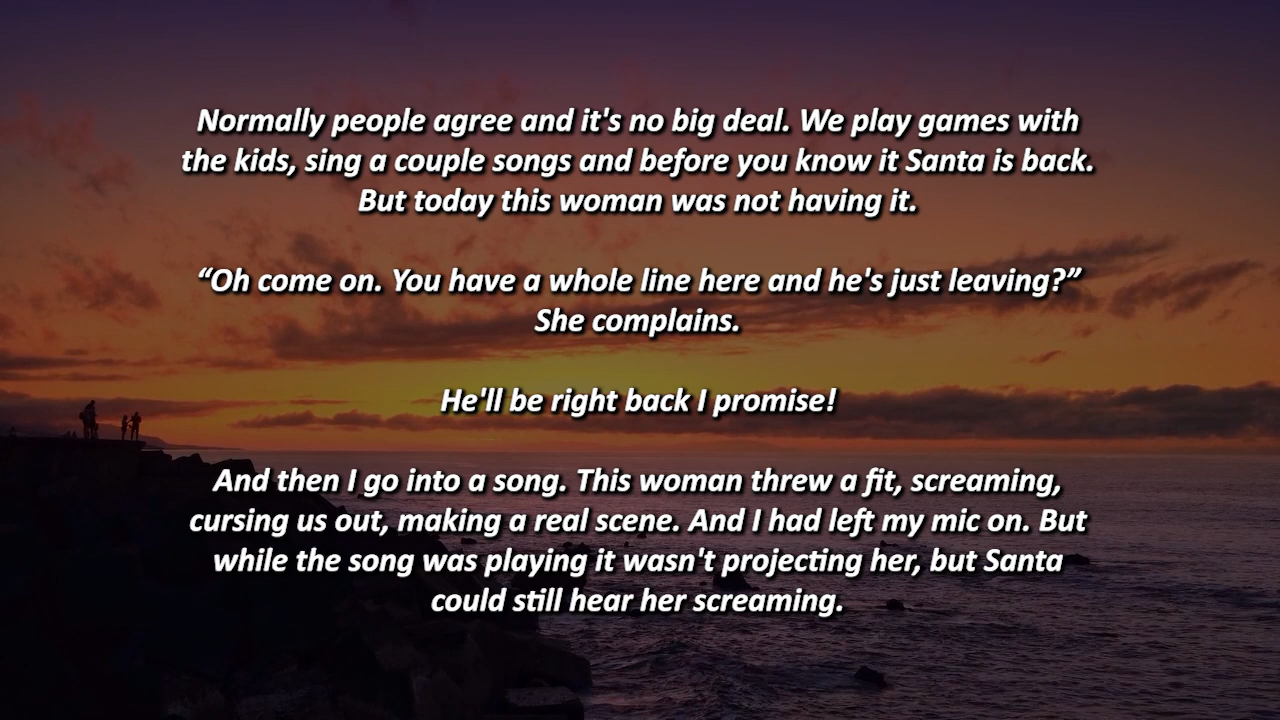 Normally people agree and it's no big deal. We play games with
the kids, sing a couple songs and before you know it Santa is back.
But today this woman was not having it.
“Oh come on. You have a whole line here and he's just leaving?”
She complains.
He'll be right back I promise!
And then I go into a song. This woman threw a fit, screaming,
cursing us out, making a real scene. And I had left my mic on. But
while the song was playing it wasn't projecting her, but Santa
could still hear her screaming.